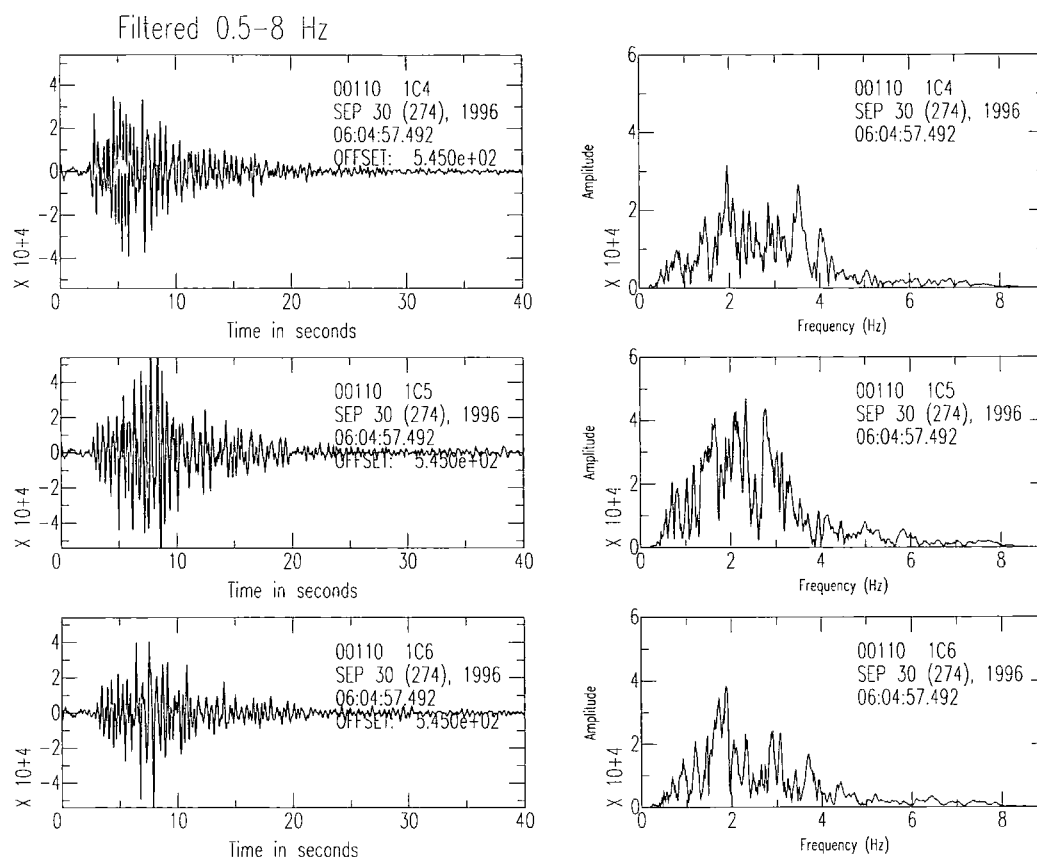 Filtered 0.5-8 Hz
4
2
0
-2
-4
X 10+4
00110 1C4
SEP 30 (274), 1996
06:04:57.492
OFFSET: 5.450e+02
0 10 20 30 40
Time in seconds
6
4
2
0
Amplitude
X 10+4
00110 1C4
SEP 30 (274), 1996
06:04:57.492
0 2 4 6 8
Frequency (Hz)
4
2
0
-2
-4
X 10+4
00110 1C5
SEP 30 (274), 1996
06:04:57.492
OFFSET: 5.450e+02
0 10 20 30 40
Time in seconds
6
4
2
0
Amplitude
X 10+4
00110 1C5
SEP 30 (274), 1996
06:04:57.492
0 2 4 6 8
Frequency (Hz)
4
2
0
-2
-4
X 10+4
00110 1C6
SEP 30 (274), 1996
06:04:57.492
OFFSET: 5.450e+02
0 10 20 30 40
Time in seconds
6
4
2
0
Amplitude
X 10+4
00110 1C6
SEP 30 (274), 1996
06:04:57.492
0 2 4 6 8
Frequency (Hz)